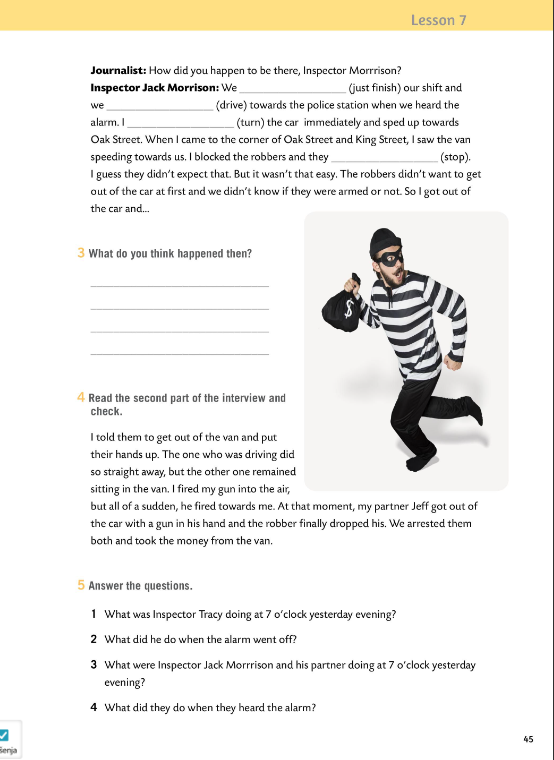 Lesson 7
Journalist: How did you happen to be there, Inspector Morrrison?
Inspector Jack Morrison: We ____________________ (just finish) our shift and
we ____________________ (drive) towards the police station when we heard the
alarm. I ____________________ (turn) the car immediately and sped up towards
Oak Street. When I came to the corner of Oak Street and King Street, I saw the van
speeding towards us. I blocked the robbers and they ____________________ (stop).
I guess they didn't expect that. But it wasn't that easy. The robbers didn't want to get
out of the car at first and we didn't know if they were armed or not. So I got out of
the car and...
3 What do you think happened then?
$
4 Read the second part of the interview and
check.
I told them to get out of the van and put
their hands up. The one who was driving did
so straight away, but the other one remained
sitting in the van. I fired my gun into the air,
but all of a sudden, he fired towards me. At that moment, my partner Jeff got out of
the car with a gun in his hand and the robber finally dropped his. We arrested them
both and took the money from the van.
5 Answer the questions.
1 What was Inspector Tracy doing at 7 o'clock yesterday evening?
2 What did he do when the alarm went off?
3 What were Inspector Jack Morrrison and his partner doing at 7 o'clock yesterday
evening?
4 What did they do when they heard the alarm?
45
šenja